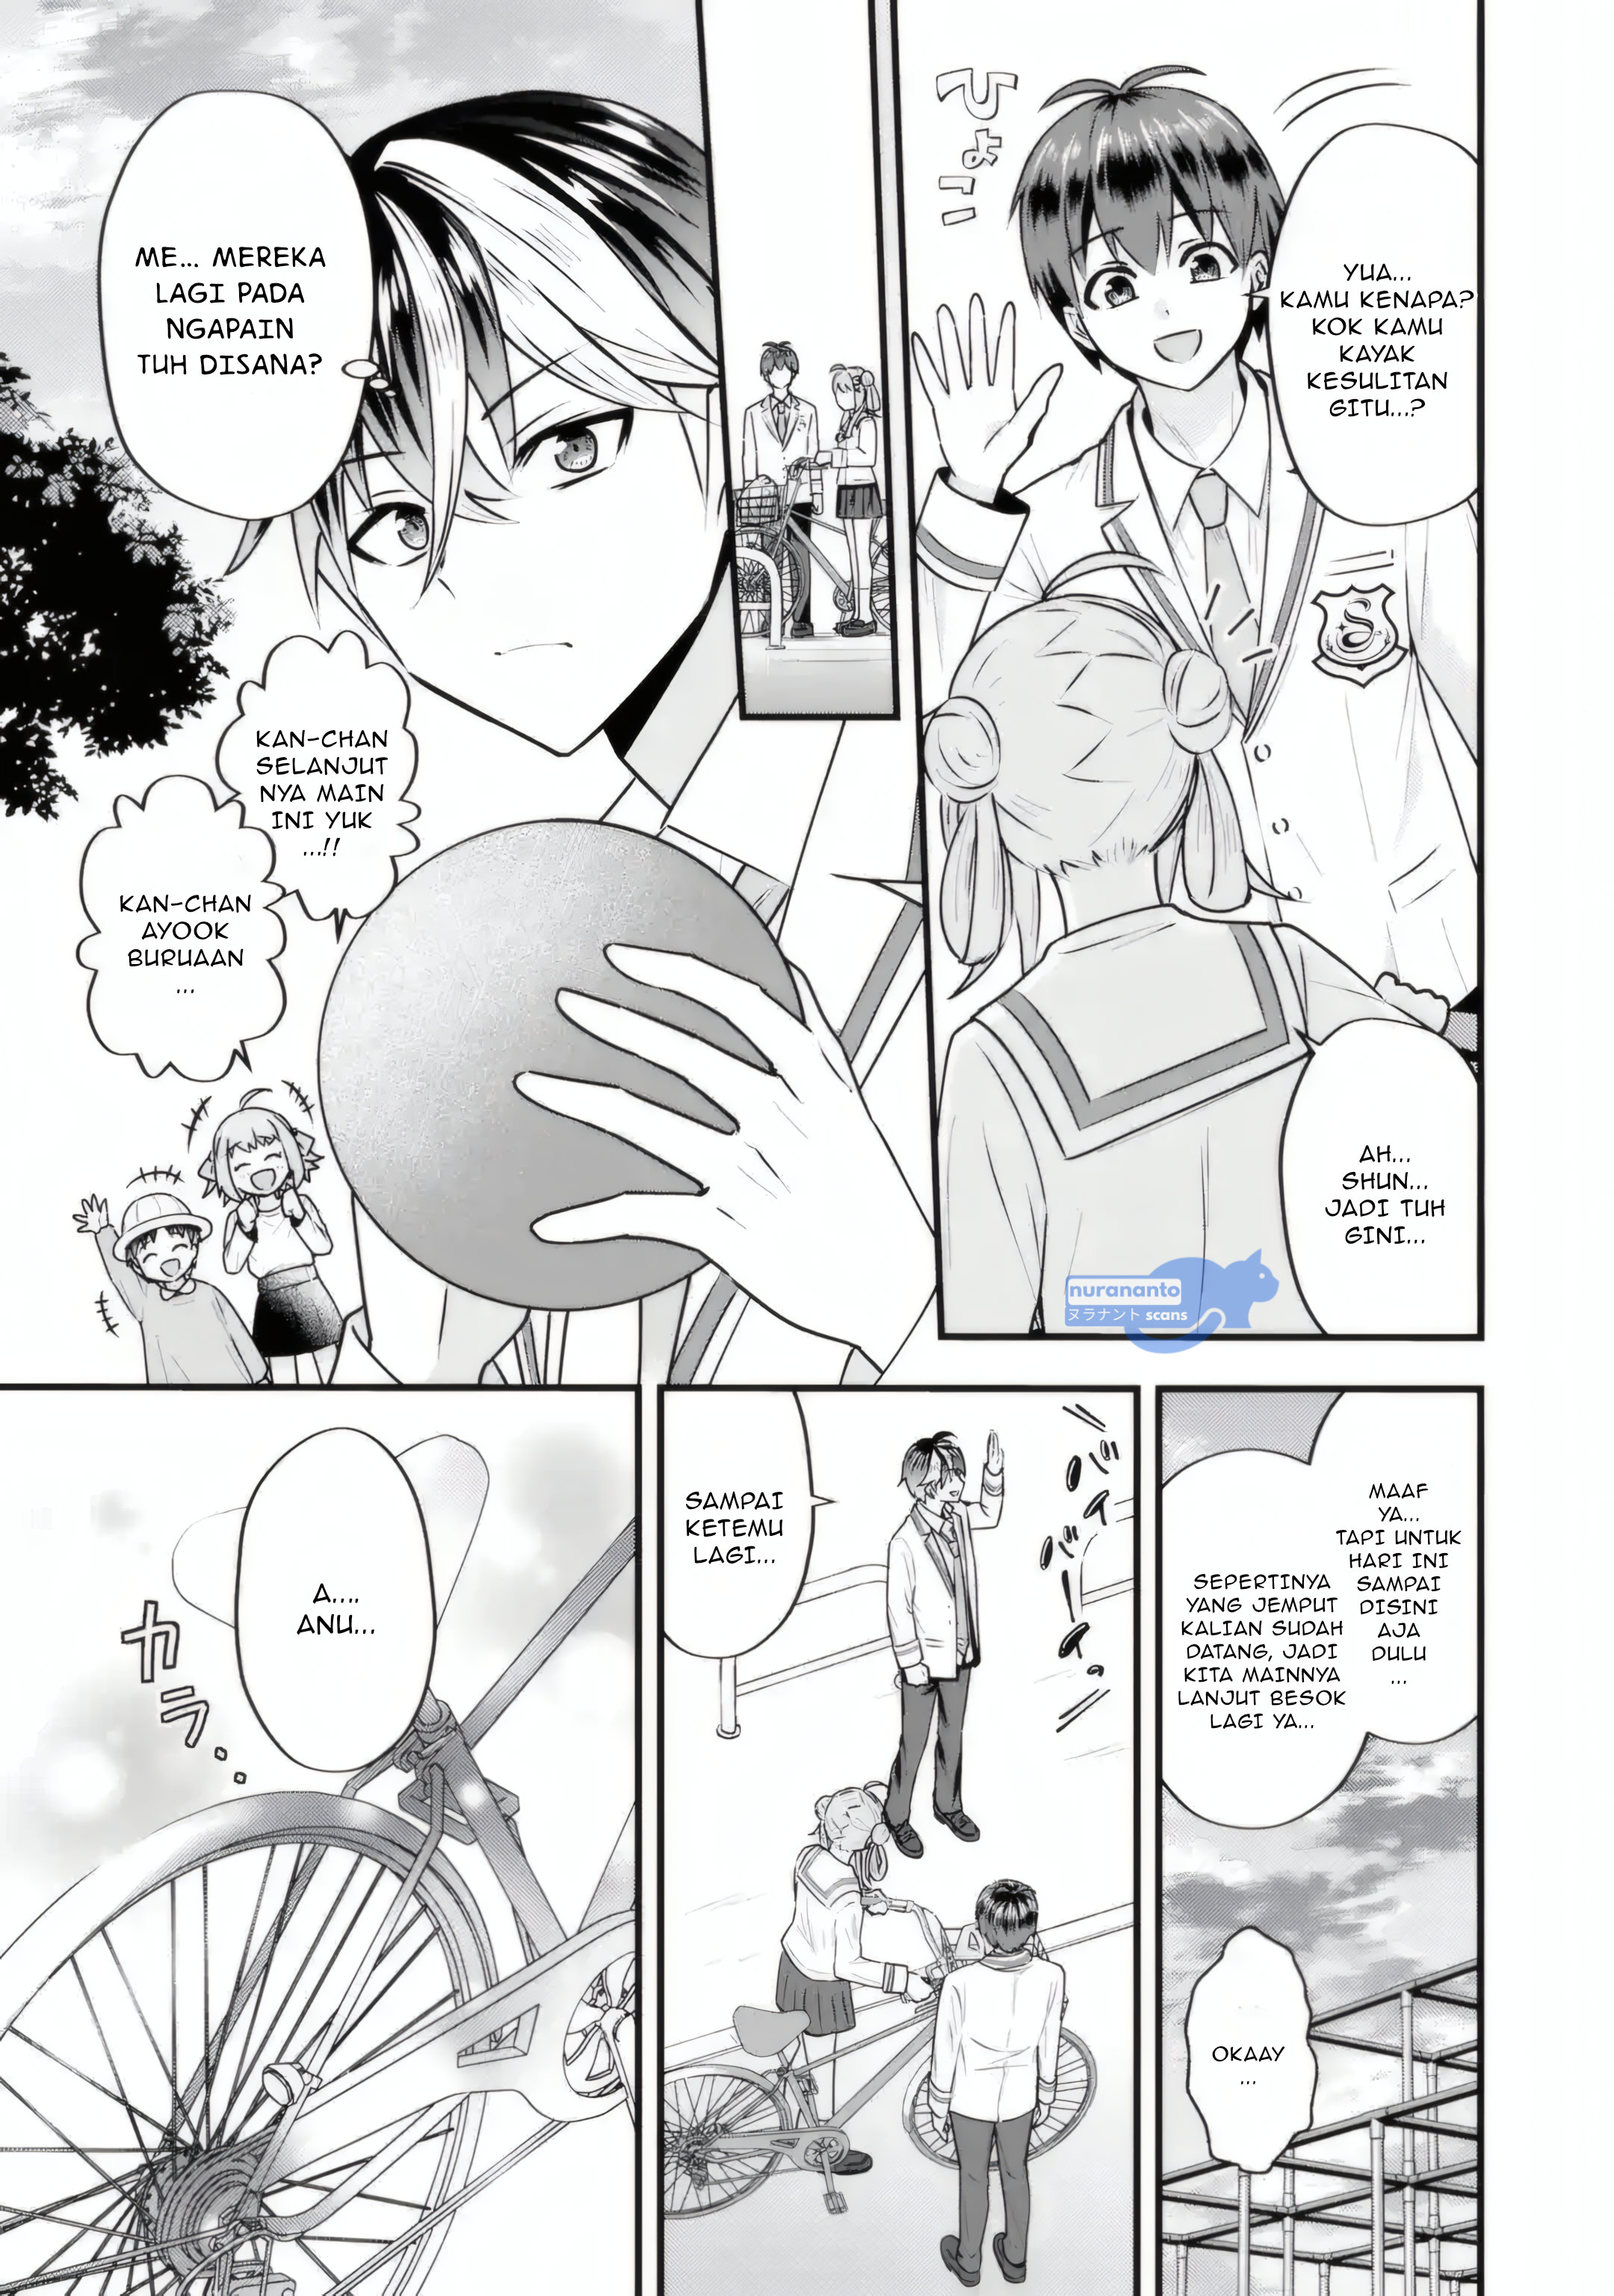 ひょこっ
YUA...
KAMU KENAPA?
KOK KAMU
KAYAK
KESULITAN
GITU...?
AH...
SHUN...
JADI TUH
GINI...
nurananto
ヌラナント scans
ME... MEREKA
LAGI PADA
NGAPAIN
TUH DISANA?
KAN-CHAN
SELANJUT
NYA MAIN
INI YUK
...!!
KAN-CHAN
AYOOK
BURUAAN
...
MAAF
YA...
TAPI UNTUK
HARI INI
SAMPAI
DISINI
AJA
DULU
...
SEPERTINYA
YANG JEMPUT
KALIAN SUDAH
DATANG, JADI
KITA MAINNYA
LANJUT BESOK
LAGI YA...
OKAAY
...
SAMPAI
KETEMU
LAGI...
バイバーイ。
A....
ANU...
カラ..